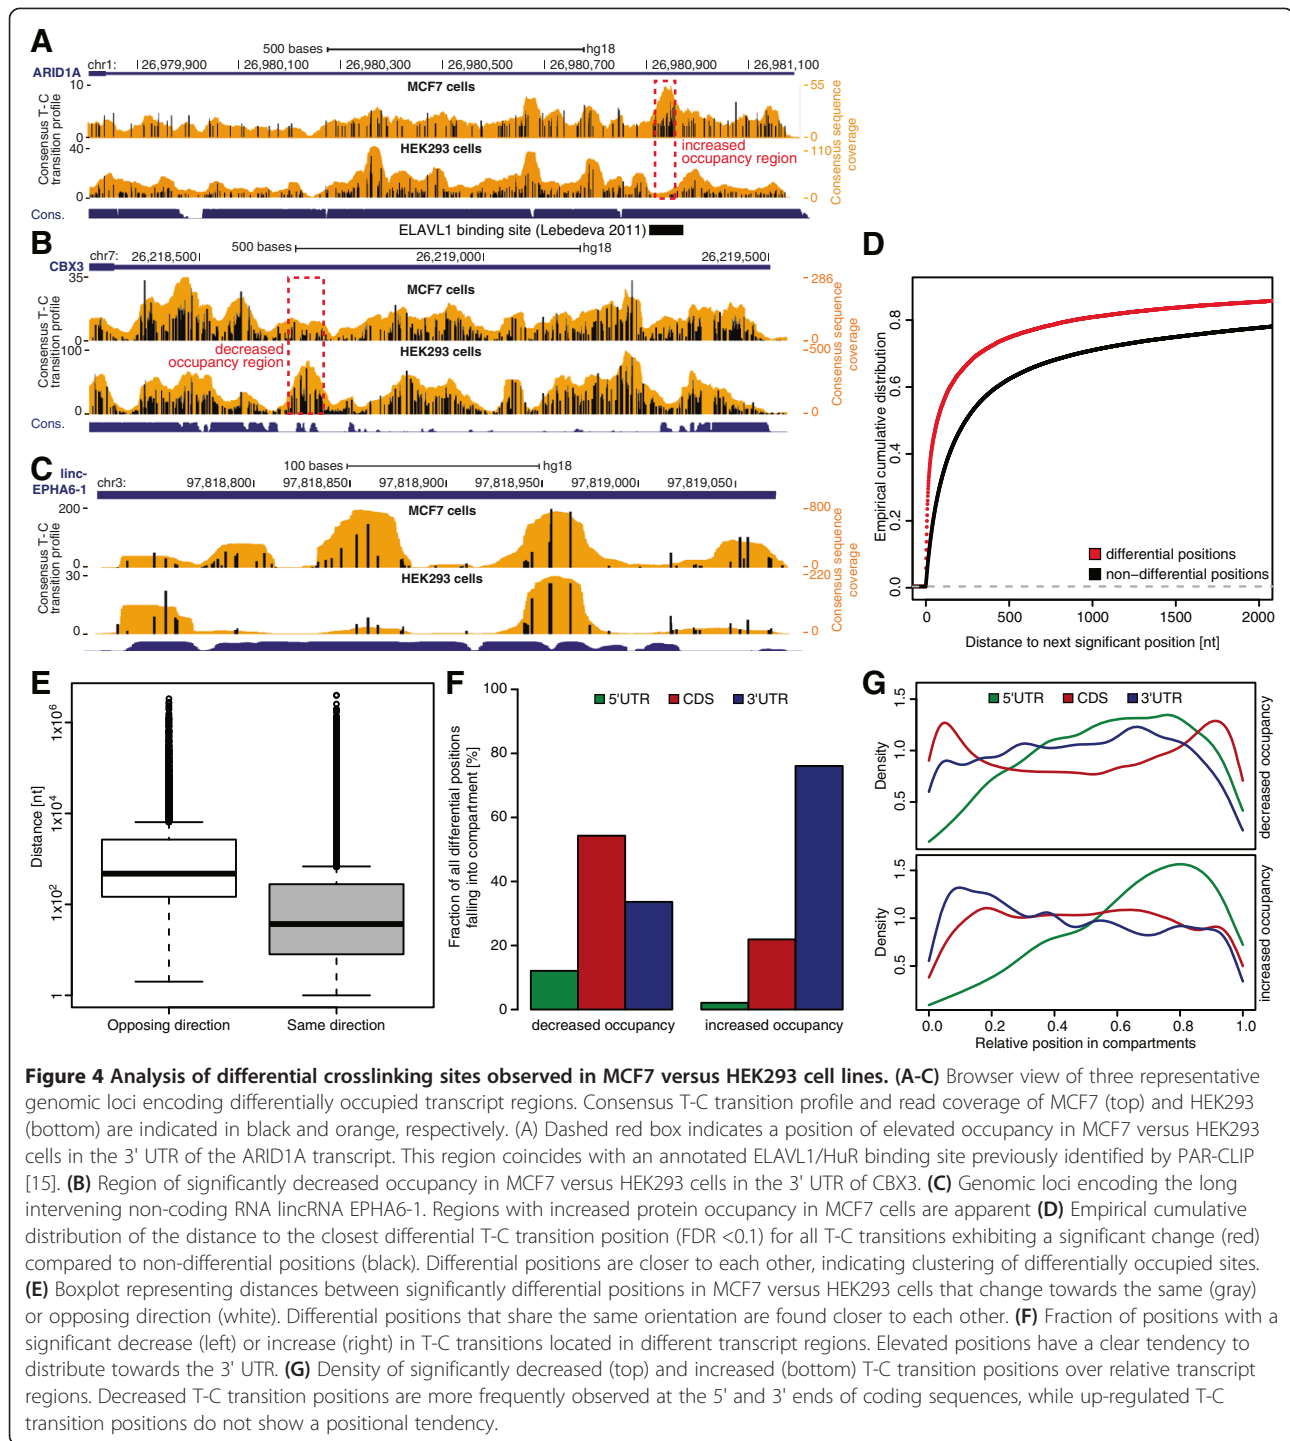 A
500 bases hg18
chr1: 26,979,900 26,980,100 26,980,300 26,980,500 26,980,700 26,980,900 26,981,100
ARID1A
MCF7 cells
10
0
55
0
HEK293 cells
40
0
110
0
Consensus T-C transition profile
Consensus sequence coverage
increased occupancy region
Cons.
ELAVL1 binding site (Lebedeva 2011)
B
500 bases hg18
chr7: 26,218,500 26,219,000 26,219,500
CBX3
MCF7 cells
35
0
286
0
decreased occupancy region
HEK293 cells
100
0
500
0
Consensus T-C transition profile
Consensus sequence coverage
Cons.
C
linc-EPHA6-1
100 bases hg18
chr3: 97,818,800 97,818,850 97,818,900 97,818,950 97,819,000 97,819,050
MCF7 cells
200
0
800
0
HEK293 cells
30
0
220
0
Consensus T-C transition profile
Consensus sequence coverage
D
Empirical cumulative distribution
0.0 0.2 0.4 0.6 0.8
differential positions
non-differential positions
0 500 1000 1500 2000
Distance to next significant position [nt]
E
Distance [nt]
1 1x10² 1x10⁴ 1x10⁶
Opposing direction Same direction
F
Fraction of all differential positions falling into compartment [%]
0 20 40 60 80 100
5'UTR CDS 3'UTR
decreased occupancy increased occupancy
G
5'UTR CDS 3'UTR
Density
0.5 1.0 1.5
decreased occupancy
Density
0.5 1.0 1.5
increased occupancy
0.0 0.2 0.4 0.6 0.8 1.0
Relative position in compartments
Figure 4 Analysis of differential crosslinking sites observed in MCF7 versus HEK293 cell lines. (A-C) Browser view of three representative
genomic loci encoding differentially occupied transcript regions. Consensus T-C transition profile and read coverage of MCF7 (top) and HEK293
(bottom) are indicated in black and orange, respectively. (A) Dashed red box indicates a position of elevated occupancy in MCF7 versus HEK293
cells in the 3' UTR of the ARID1A transcript. This region coincides with an annotated ELAVL1/HuR binding site previously identified by PAR-CLIP
[15]. (B) Region of significantly decreased occupancy in MCF7 versus HEK293 cells in the 3' UTR of CBX3. (C) Genomic loci encoding the long
intervening non-coding RNA lincRNA EPHA6-1. Regions with increased protein occupancy in MCF7 cells are apparent (D) Empirical cumulative
distribution of the distance to the closest differential T-C transition position (FDR <0.1) for all T-C transitions exhibiting a significant change (red)
compared to non-differential positions (black). Differential positions are closer to each other, indicating clustering of differentially occupied sites.
(E) Boxplot representing distances between significantly differential positions in MCF7 versus HEK293 cells that change towards the same (gray)
or opposing direction (white). Differential positions that share the same orientation are found closer to each other. (F) Fraction of positions with a
significant decrease (left) or increase (right) in T-C transitions located in different transcript regions. Elevated positions have a clear tendency to
distribute towards the 3' UTR. (G) Density of significantly decreased (top) and increased (bottom) T-C transition positions over relative transcript
regions. Decreased T-C transition positions are more frequently observed at the 5' and 3' ends of coding sequences, while up-regulated T-C
transition positions do not show a positional tendency.